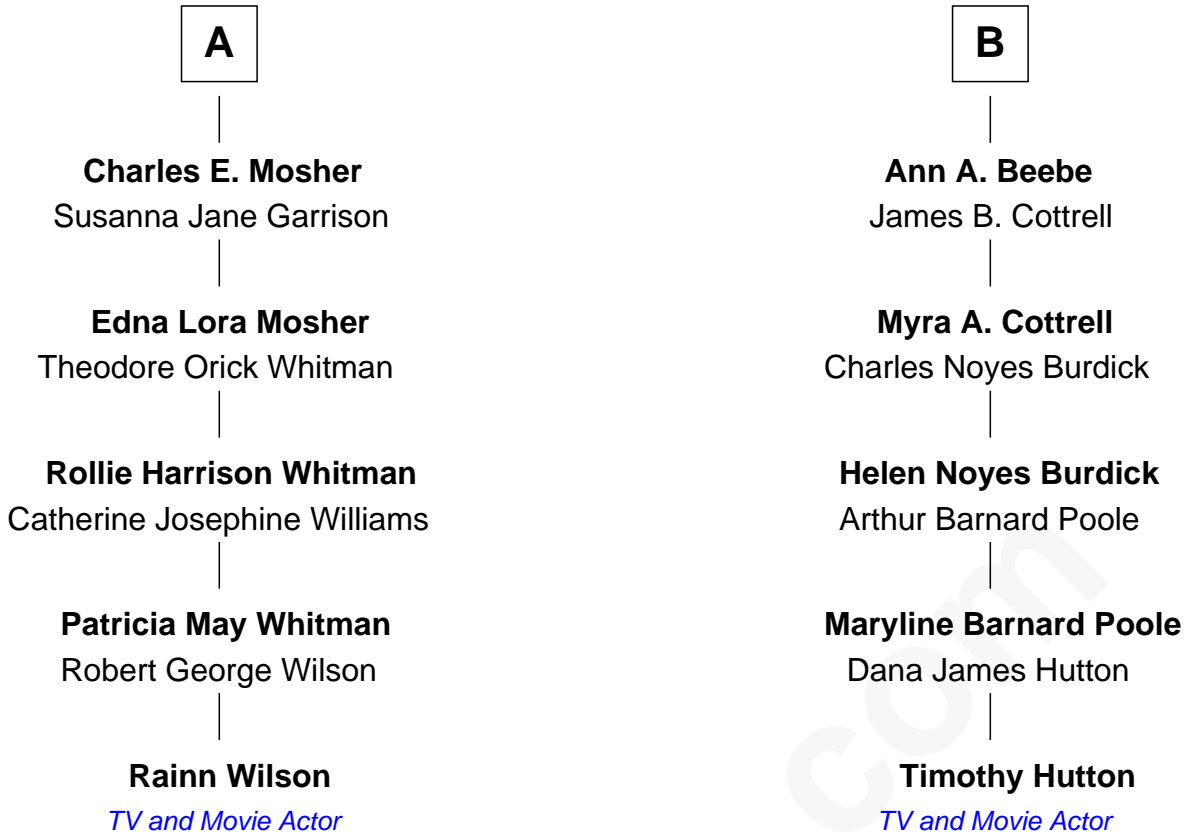 A
Charles E. Mosher
Susanna Jane Garrison
Edna Lora Mosher
Theodore Orick Whitman
Rollie Harrison Whitman
Catherine Josephine Williams
Patricia May Whitman
Robert George Wilson
Rainn Wilson
TV and Movie Actor
B
Ann A. Beebe
James B. Cottrell
Myra A. Cottrell
Charles Noyes Burdick
Helen Noyes Burdick
Arthur Barnard Poole
Maryline Barnard Poole
Dana James Hutton
Timothy Hutton
TV and Movie Actor
com